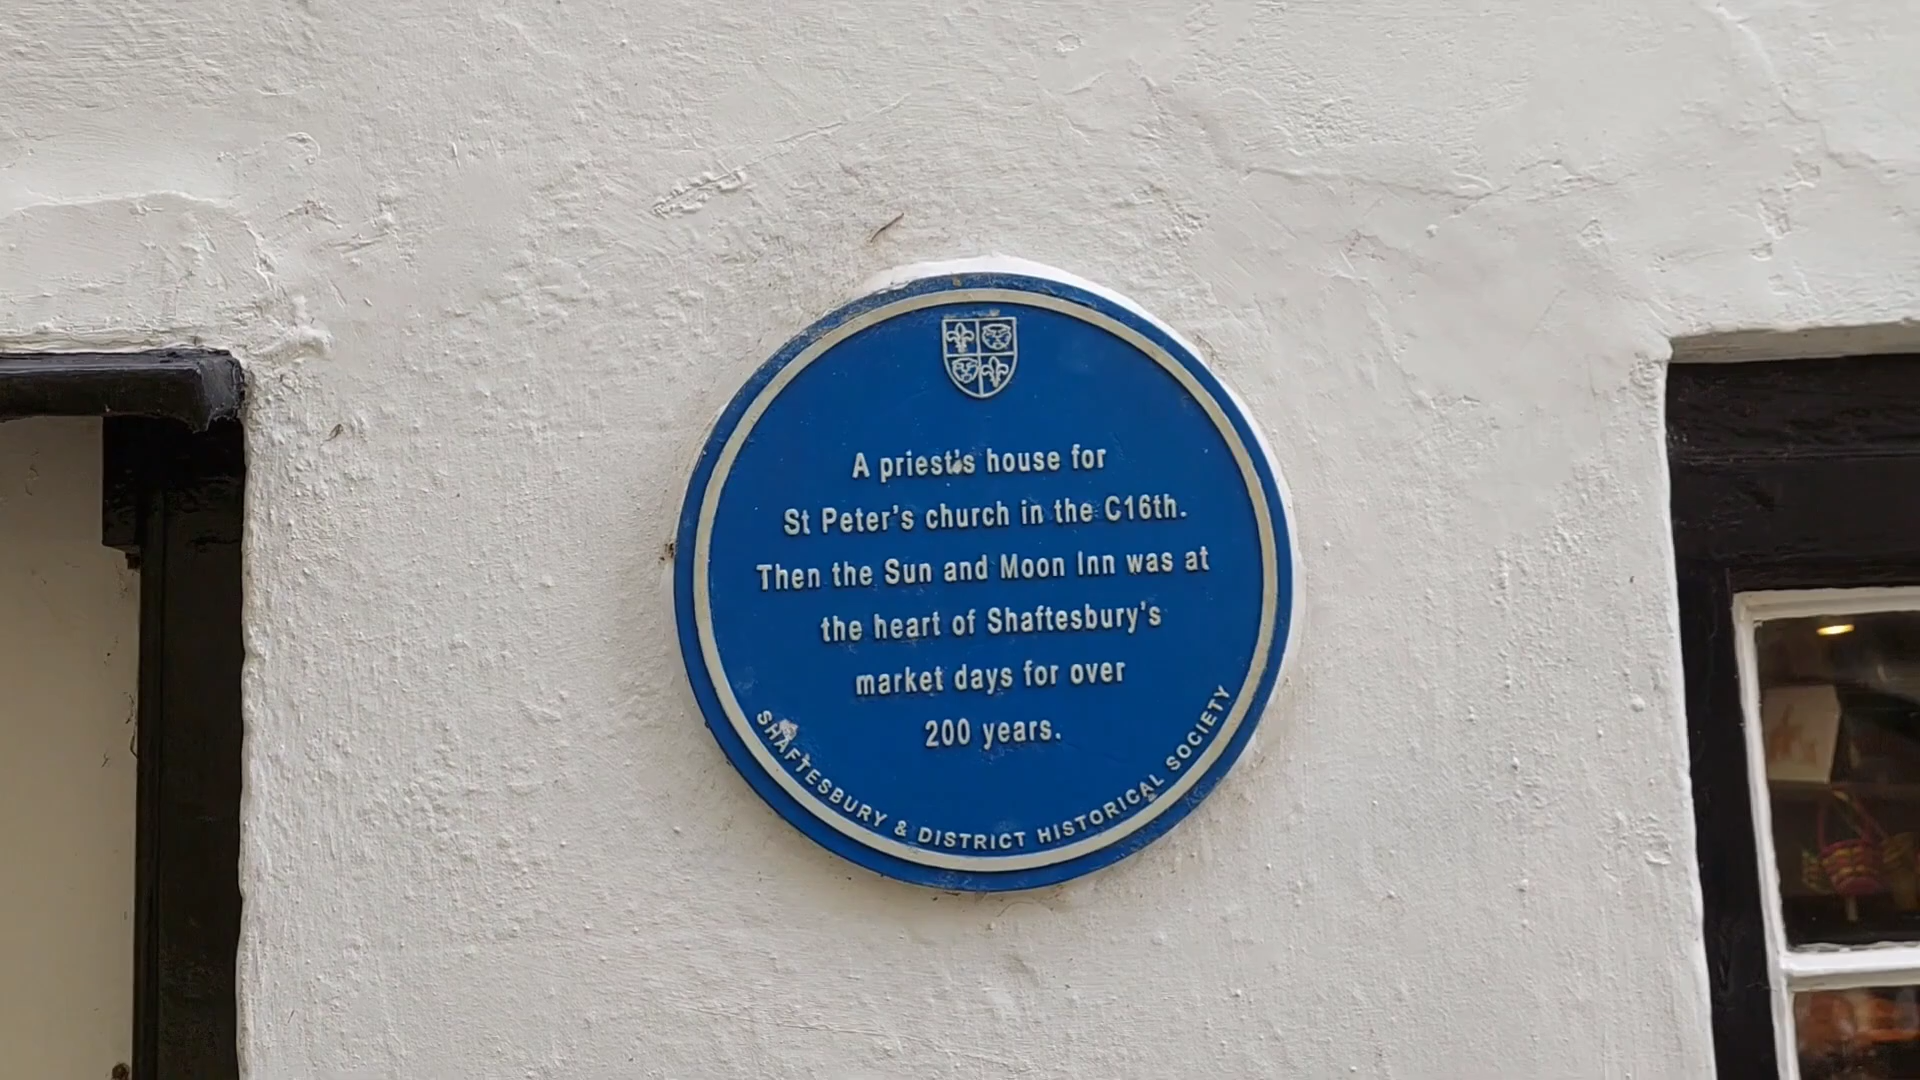 A priest's house for
St Peter's church in the C16th.
Then the Sun and Moon Inn was at
the heart of Shaftesbury's
market days for over
200 years.
SHAFTESBURY & DISTRICT HISTORICAL SOCIETY